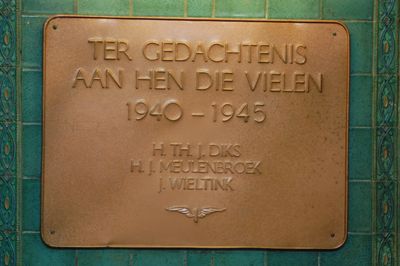 TER GEDACHTENIS
AAN HEN DIE VIELEN
1940 – 1945
H. TH. J. DIKS
H. J. MEULENBROEK
J. WIELTINK